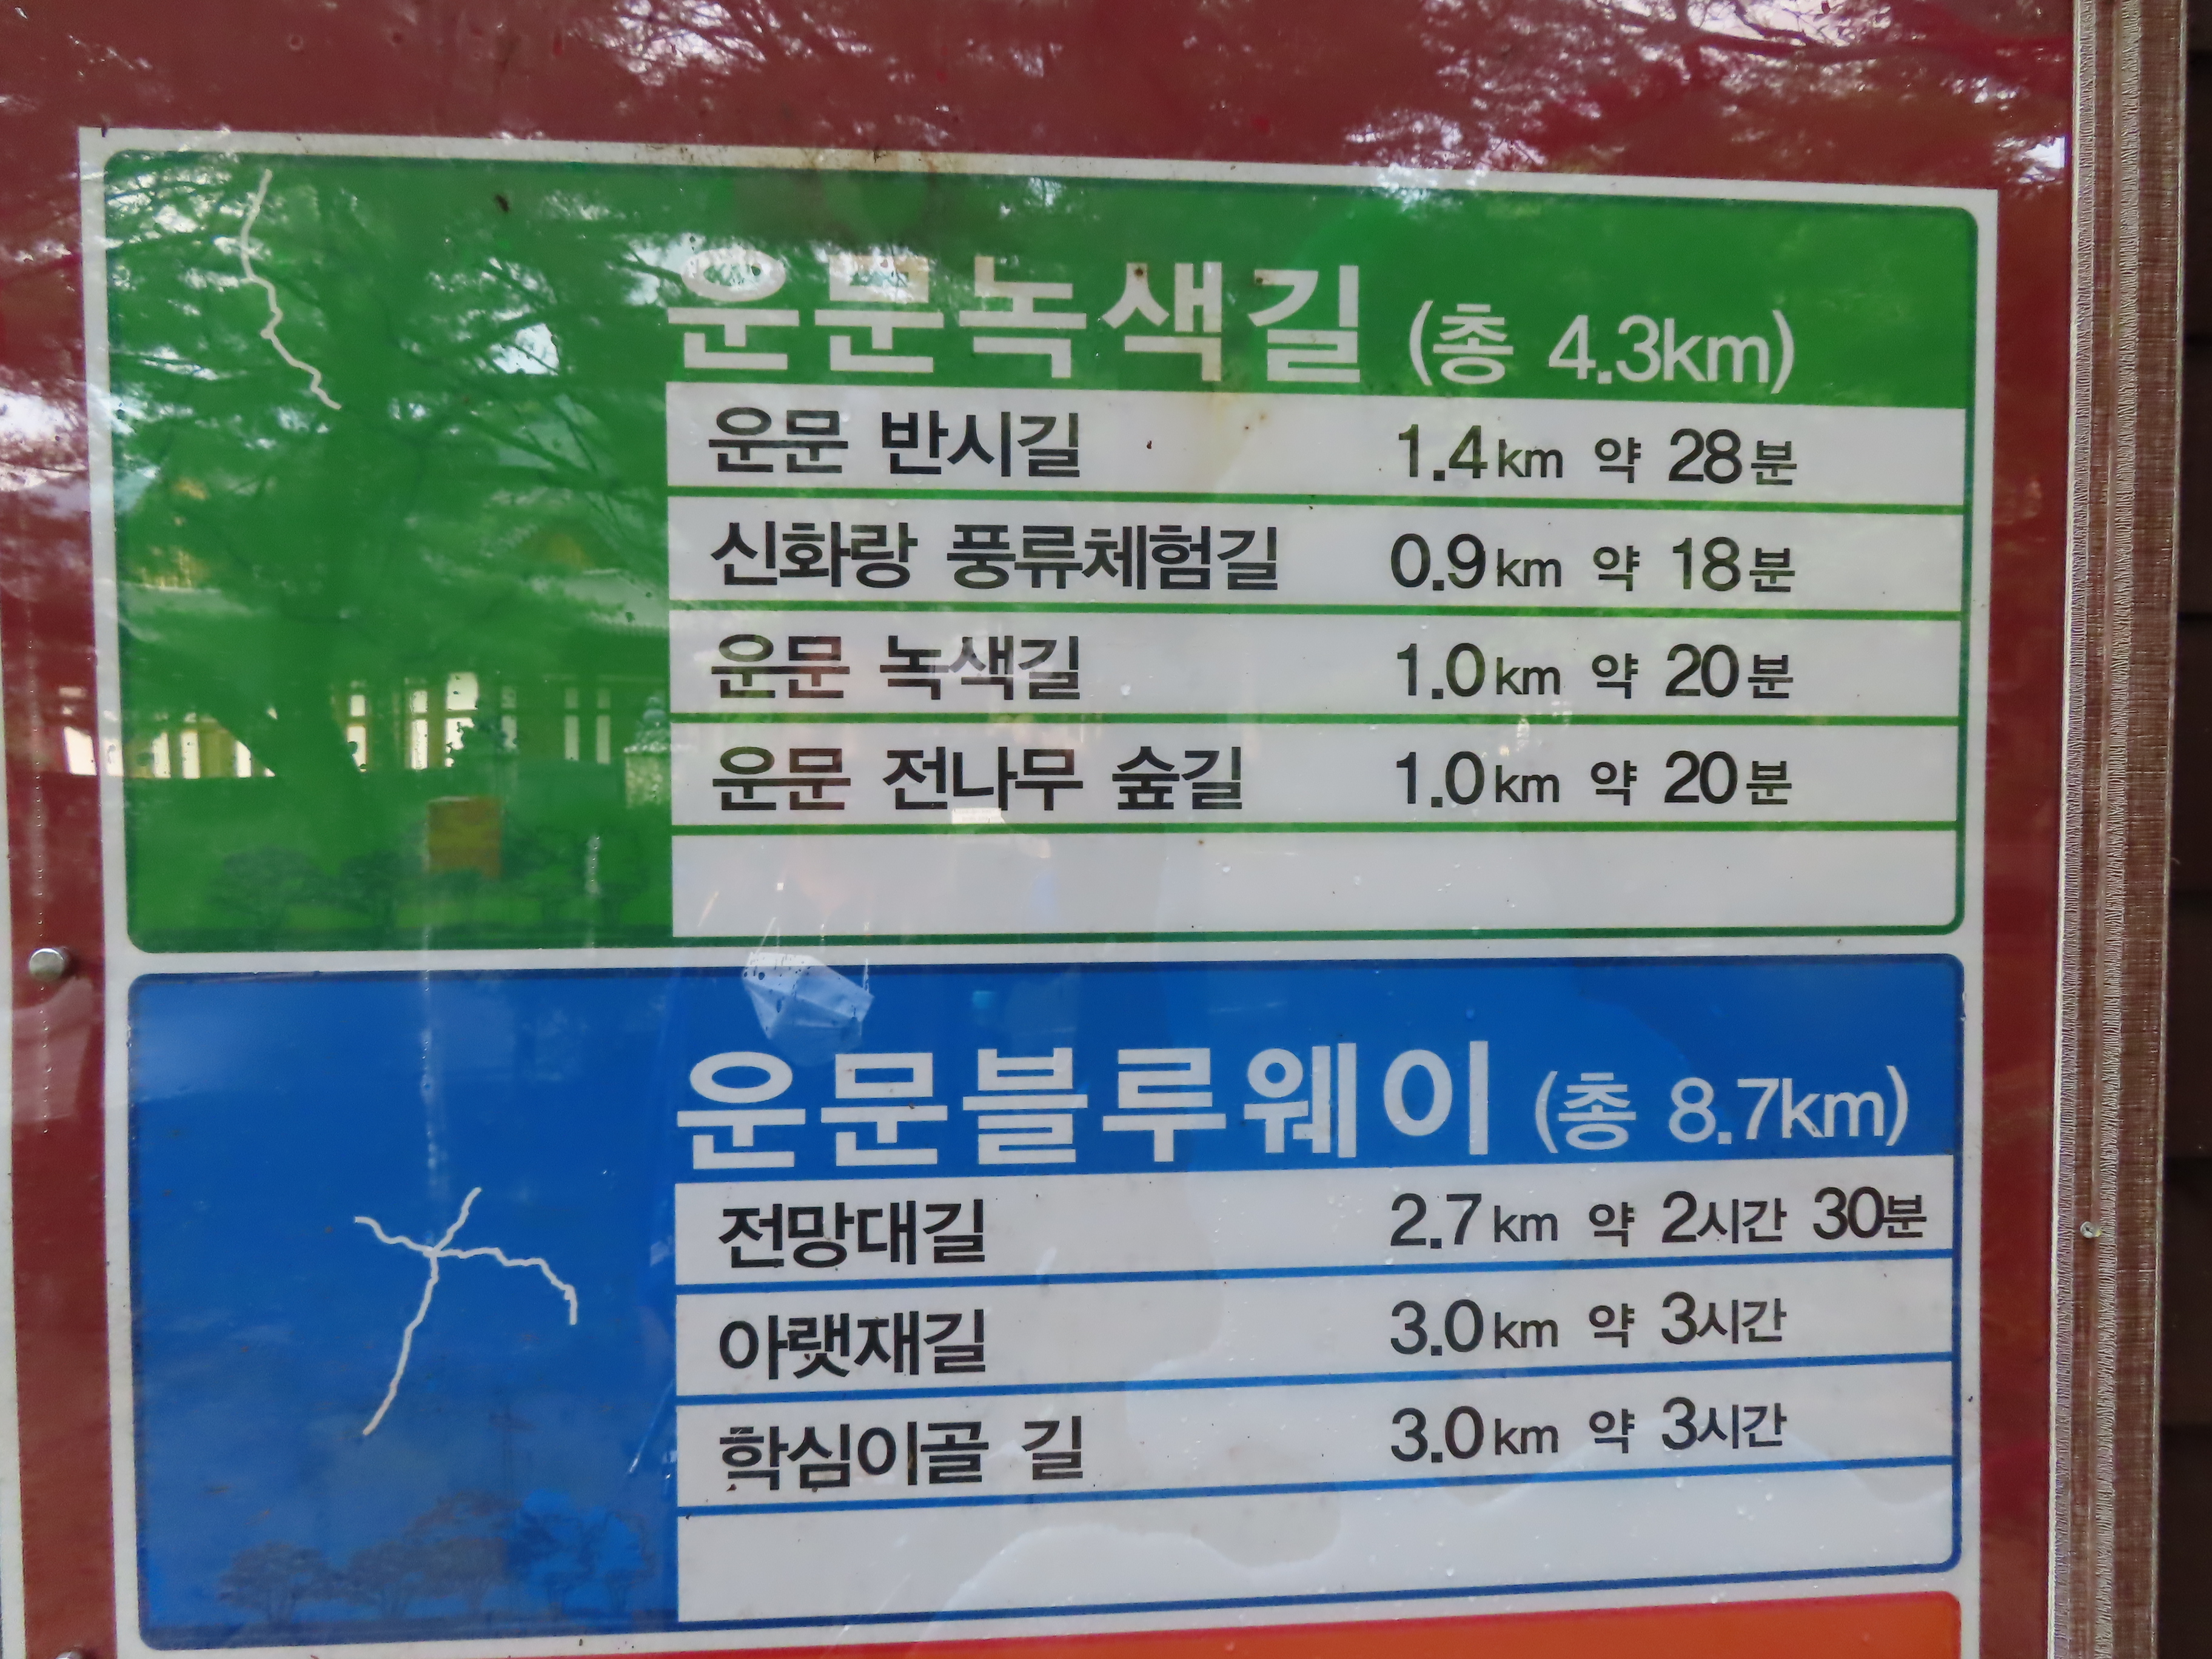 운문녹색길 (총 4.3km)
운문 반시길 1.4km 약 28분
신화랑 풍류체험길 0.9km 약 18분
운문 녹색길 1.0km 약 20분
운문 전나무 숲길 1.0km 약 20분
운문블루웨이 (총 8.7km)
전망대길 2.7km 약 2시간 30분
아랫재길 3.0km 약 3시간
학심이골 길 3.0km 약 3시간